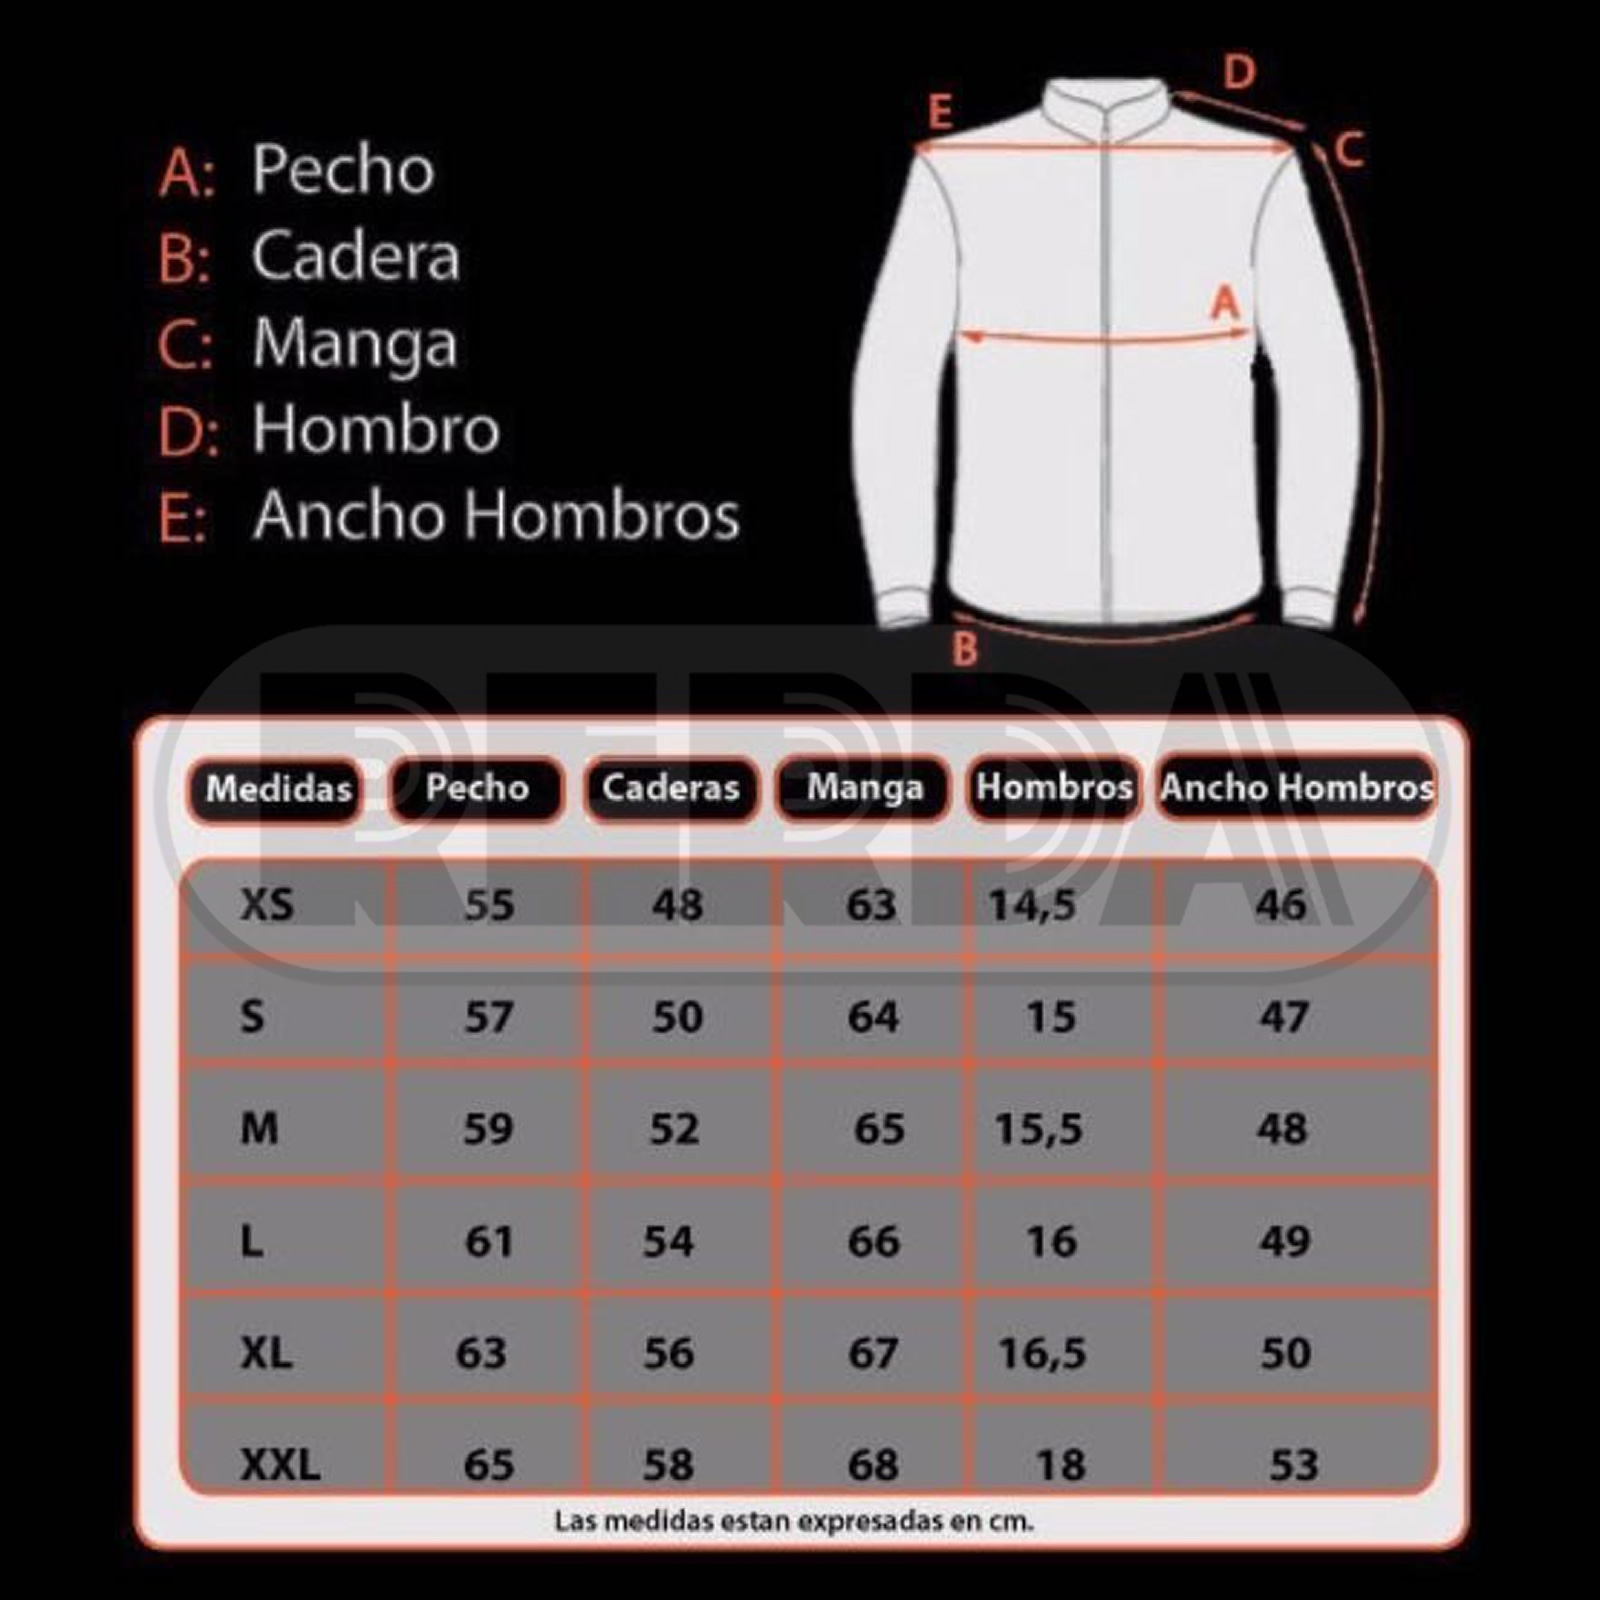 A: Pecho
B: Cadera
C: Manga
D: Hombro
E: Ancho Hombros
D
E
C
A
B
RERDA
Medidas Pecho Caderas Manga Hombros Ancho Hombros
XS 55 48 63 14,5 46
S 57 50 64 15 47
M 59 52 65 15,5 48
L 61 54 66 16 49
XL 63 56 67 16,5 50
XXL 65 58 68 18 53
Las medidas estan expresadas en cm.